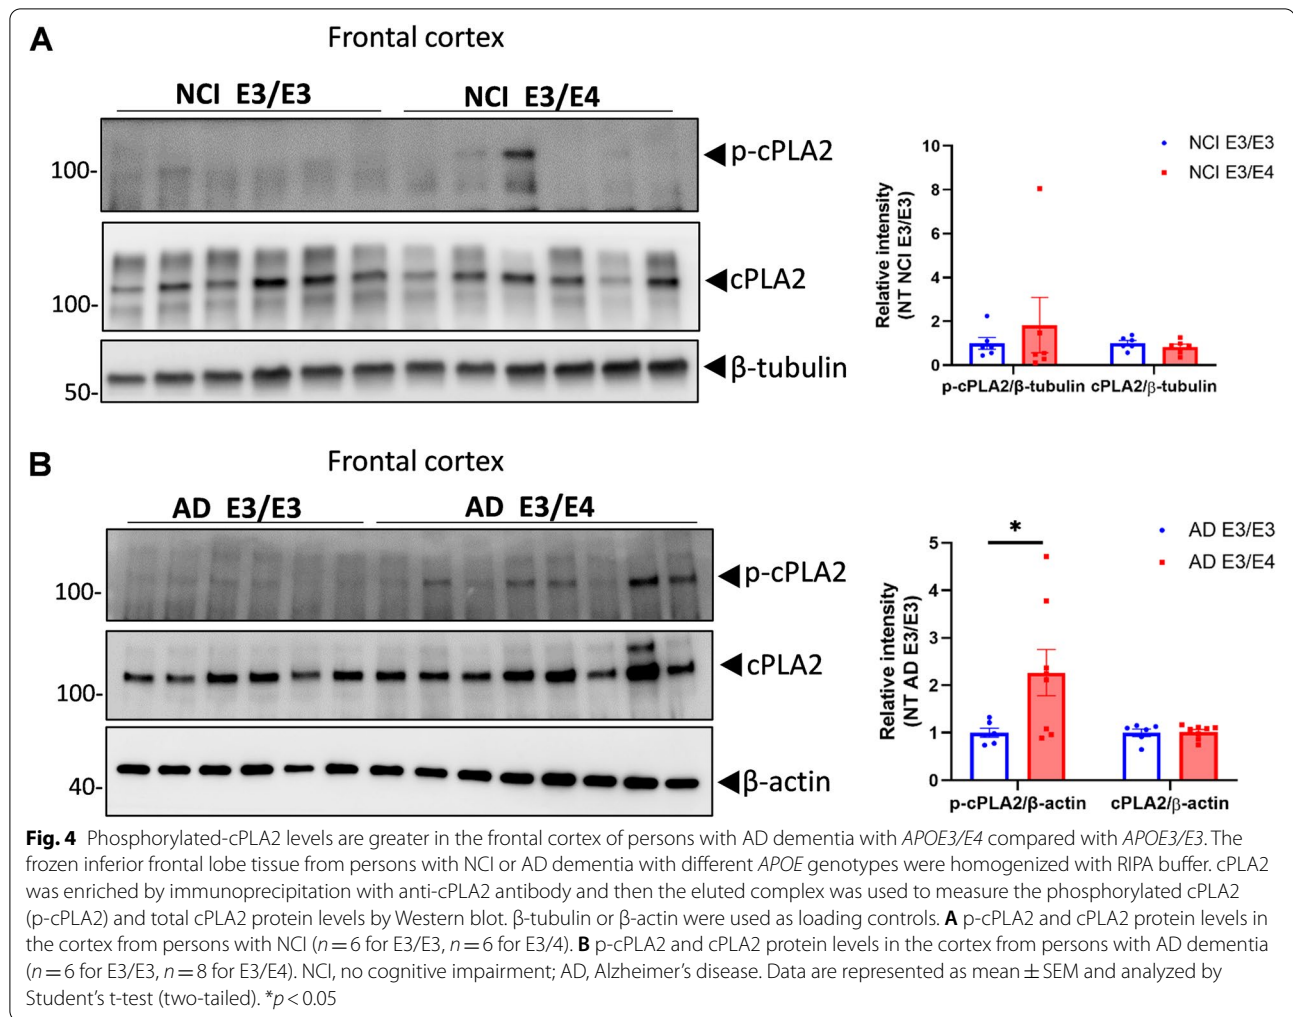 A
Frontal cortex
NCI E3/E3
NCI E3/E4
100-
p-cPLA2
100-
cPLA2
50-
β-tubulin
NCI E3/E3
NCI E3/E4
Relative intensity
(NT NCI E3/E3)
10
8
6
4
2
0
p-cPLA2/β-tubulin cPLA2/β-tubulin
B
Frontal cortex
AD E3/E3
AD E3/E4
100-
p-cPLA2
100-
cPLA2
40-
β-actin
AD E3/E3
AD E3/E4
Relative intensity
(NT AD E3/E3)
5
4
3
2
1
0
*
p-cPLA2/β-actin cPLA2/β-actin
Fig. 4 Phosphorylated-cPLA2 levels are greater in the frontal cortex of persons with AD dementia with APOE3/E4 compared with APOE3/E3. The
frozen inferior frontal lobe tissue from persons with NCI or AD dementia with different APOE genotypes were homogenized with RIPA buffer. cPLA2
was enriched by immunoprecipitation with anti-cPLA2 antibody and then the eluted complex was used to measure the phosphorylated cPLA2
(p-cPLA2) and total cPLA2 protein levels by Western blot. β-tubulin or β-actin were used as loading controls. A p-cPLA2 and cPLA2 protein levels in
the cortex from persons with NCI (n = 6 for E3/E3, n = 6 for E3/4). B p-cPLA2 and cPLA2 protein levels in the cortex from persons with AD dementia
(n = 6 for E3/E3, n = 8 for E3/E4). NCI, no cognitive impairment; AD, Alzheimer's disease. Data are represented as mean ± SEM and analyzed by
Student's t-test (two-tailed). *p < 0.05